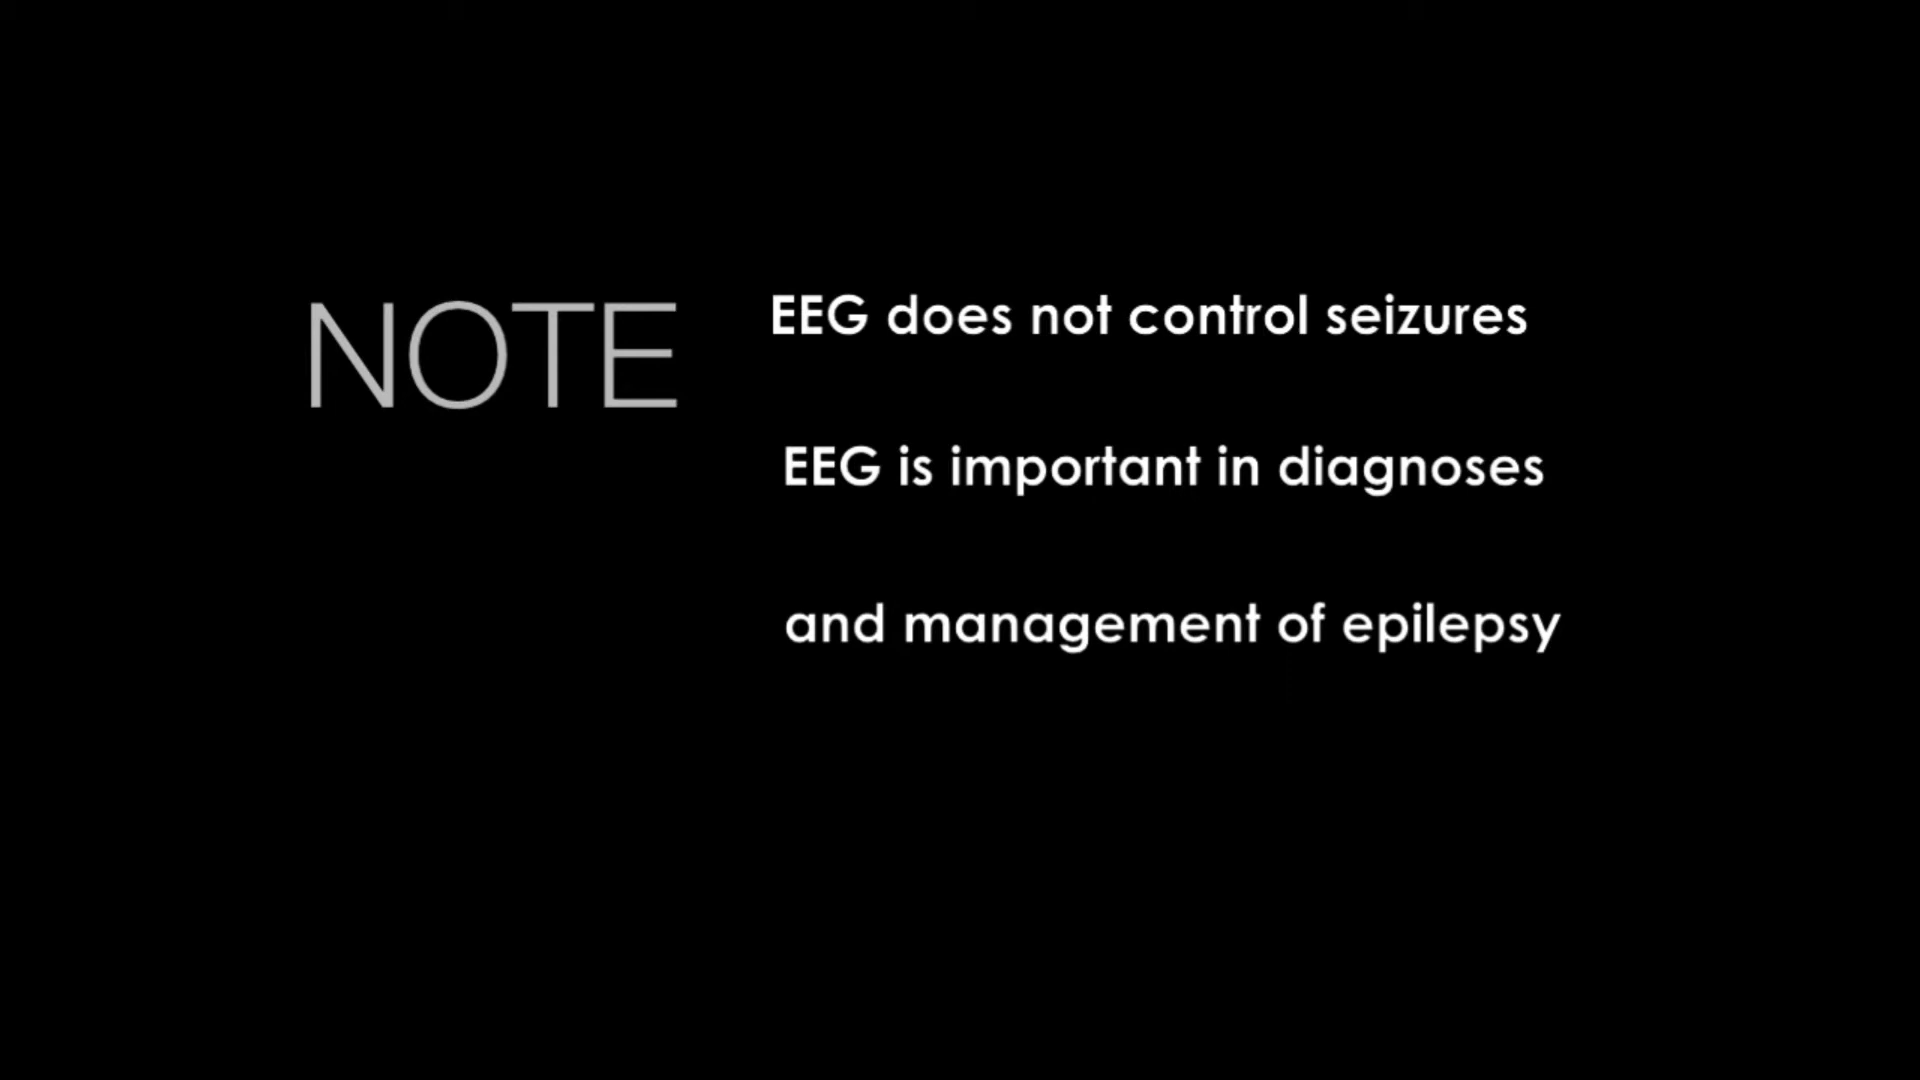 NOTE
EEG does not control seizures
EEG is important in diagnoses
and management of epilepsy